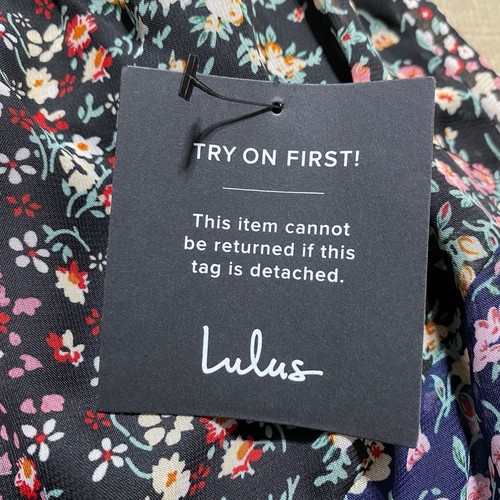 TRY ON FIRST!
This item cannot
be returned if this
tag is detached.
Lulus